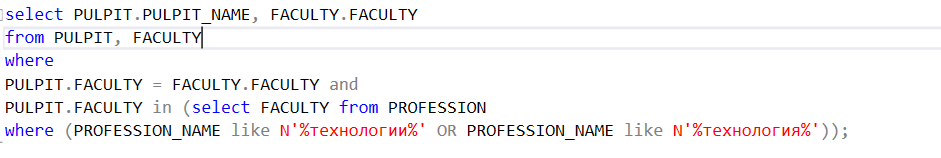 select PULPIT.PULPIT_NAME, FACULTY.FACULTY
from PULPIT, FACULTY
where
PULPIT.FACULTY = FACULTY.FACULTY and
PULPIT.FACULTY in (select FACULTY from PROFESSION
where (PROFESSION_NAME like N'%технологии%' OR PROFESSION_NAME like N'%технология%'));